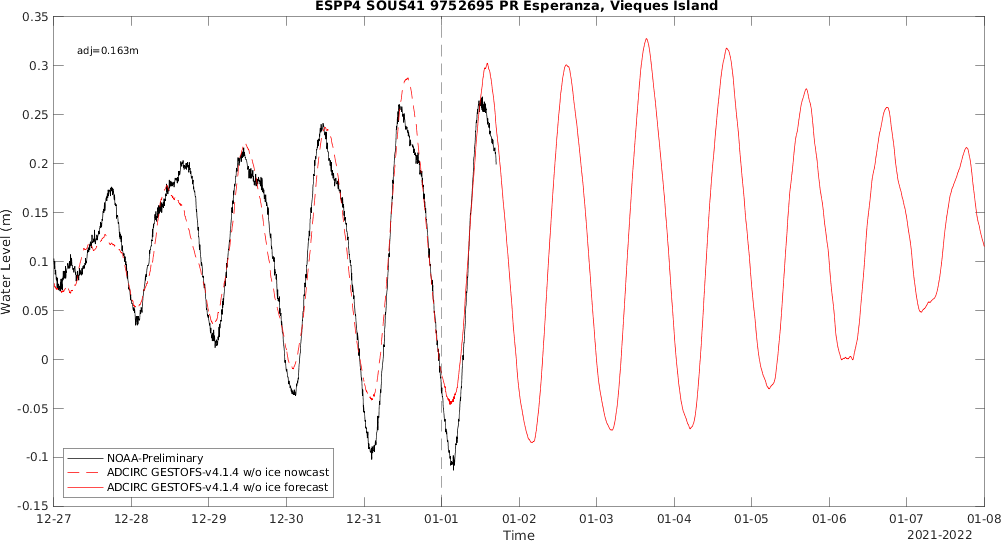 ESPP4 SOUS41 9752695 PR Esperanza, Vieques Island
0.35
0.3
0.25
0.2
0.15
0.1
0.05
0
-0.05
-0.1
-0.15
Water Level (m)
adj=0.163m
NOAA-Preliminary
ADCIRC GESTOFS-v4.1.4 w/o ice nowcast
ADCIRC GESTOFS-v4.1.4 w/o ice forecast
12-27 12-28 12-29 12-30 12-31 01-01 01-02 01-03 01-04 01-05 01-06 01-07 01-08
Time
2021-2022